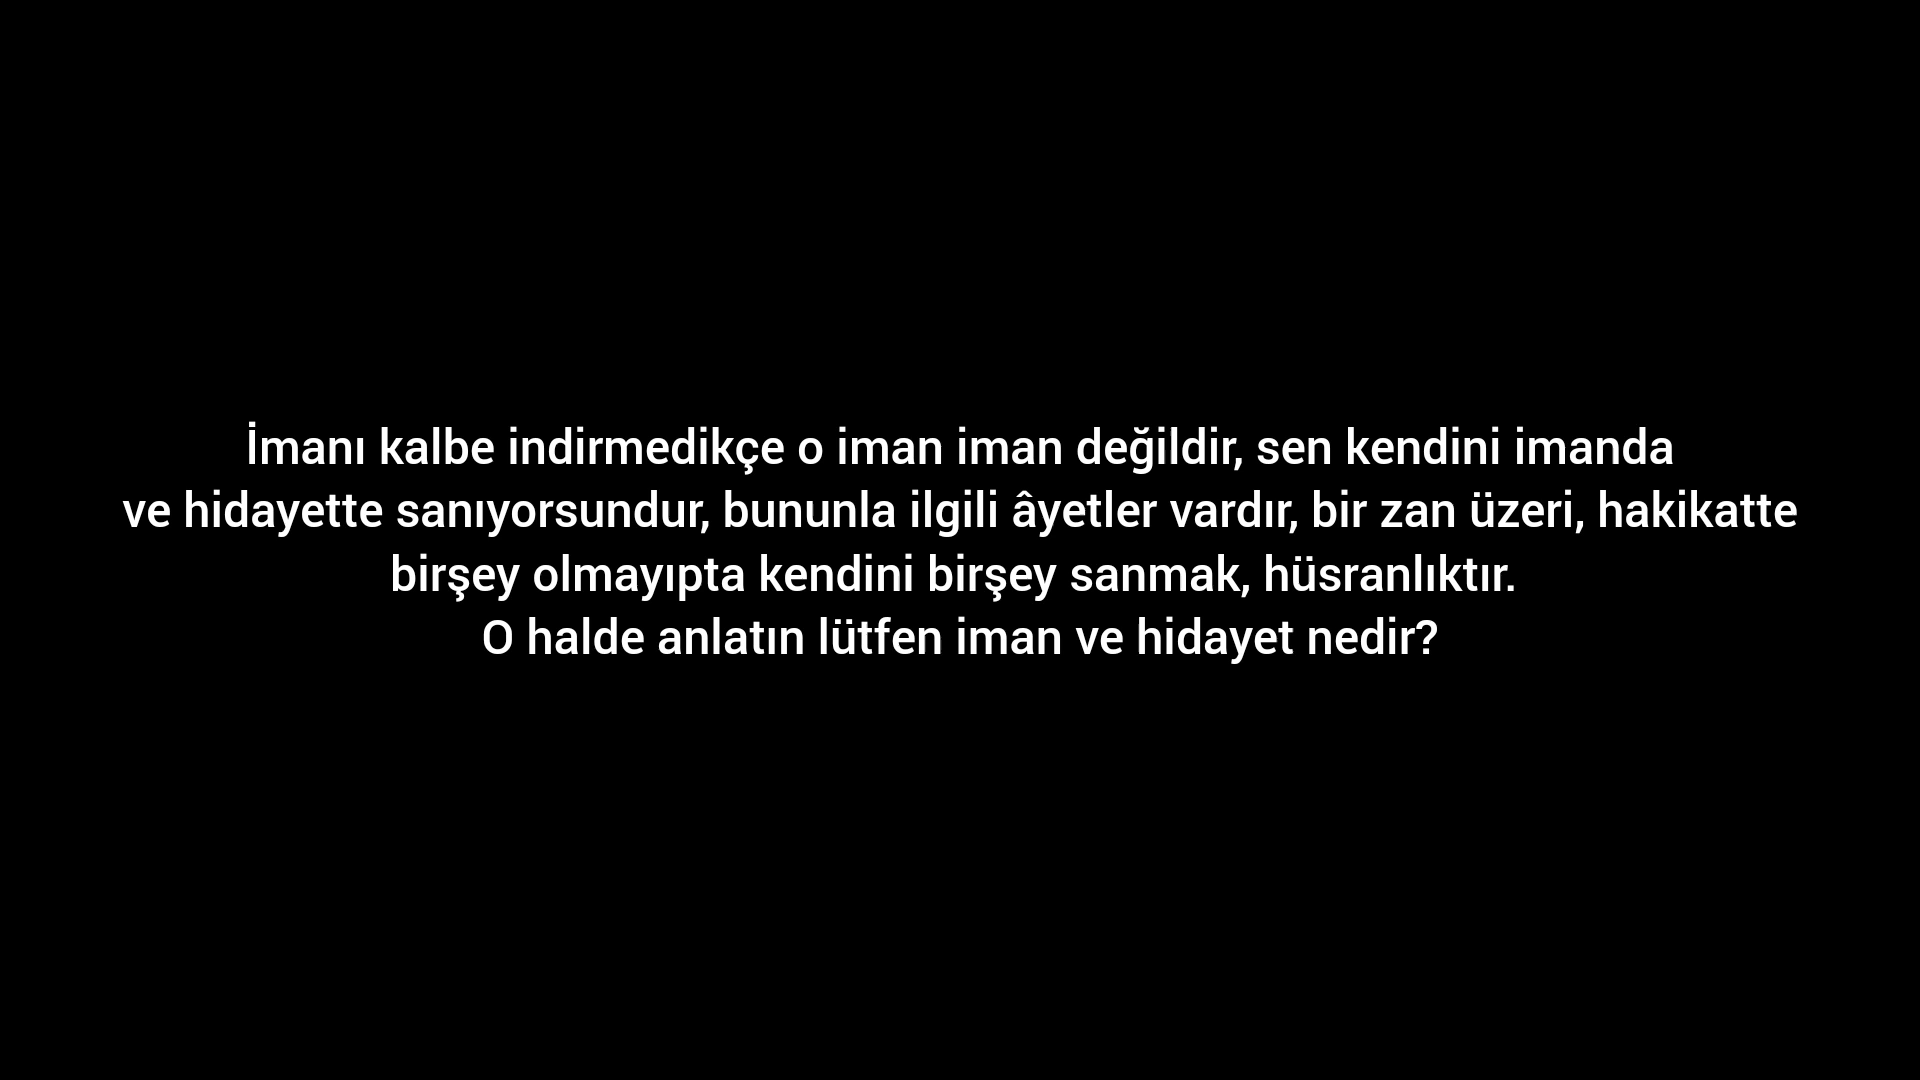 İmanı kalbe indirmedikçe o iman iman değildir, sen kendini imanda
ve hidayette sanıyorsundur, bununla ilgili âyetler vardır, bir zan üzeri, hakikatte
birşey olmayıpta kendini birşey sanmak, hüsranlıktır.
O halde anlatın lütfen iman ve hidayet nedir?